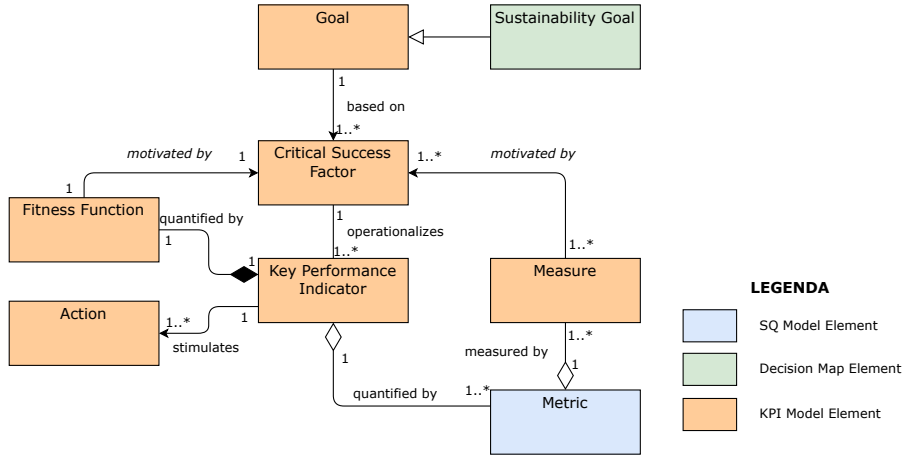 Goal
Sustainability Goal
1
based on
1..*
motivated by
1
Critical Success
Factor
1..*
motivated by
1
Fitness Function
quantified by
1
1
operationalizes
1..*
1
Key Performance
Indicator
1..*
Measure
Action
1..*
1
stimulates
1
quantified by
1..*
measured by
1..*
1
Metric
LEGENDA
SQ Model Element
Decision Map Element
KPI Model Element